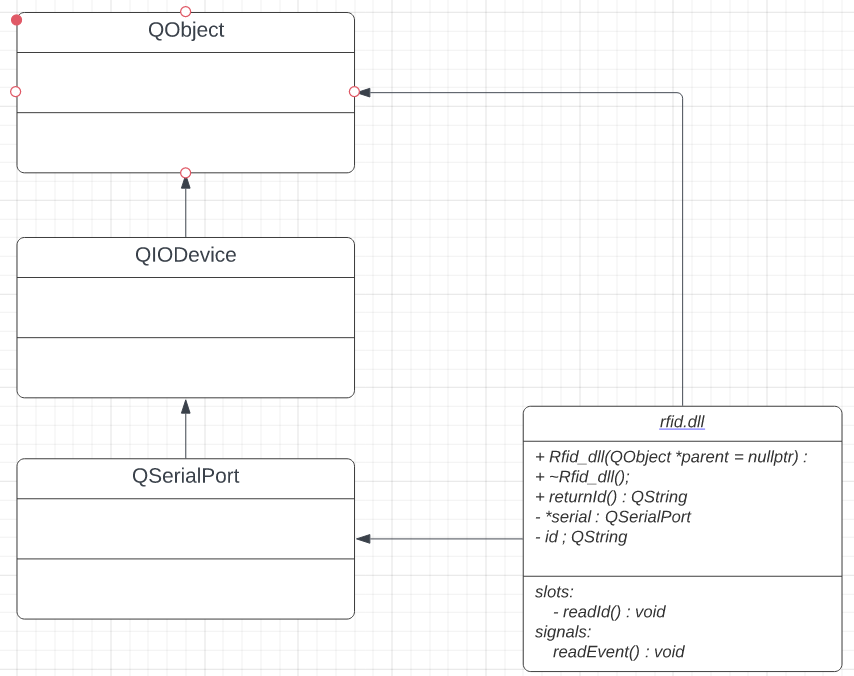 QObject
QIODevice
QSerialPort
rfid.dll
+ Rfid_dll(QObject *parent = nullptr) :
+ ~Rfid_dll();
+ returnId() : QString
- *serial : QSerialPort
- id ; QString
slots:
- readId() : void
signals:
readEvent() : void